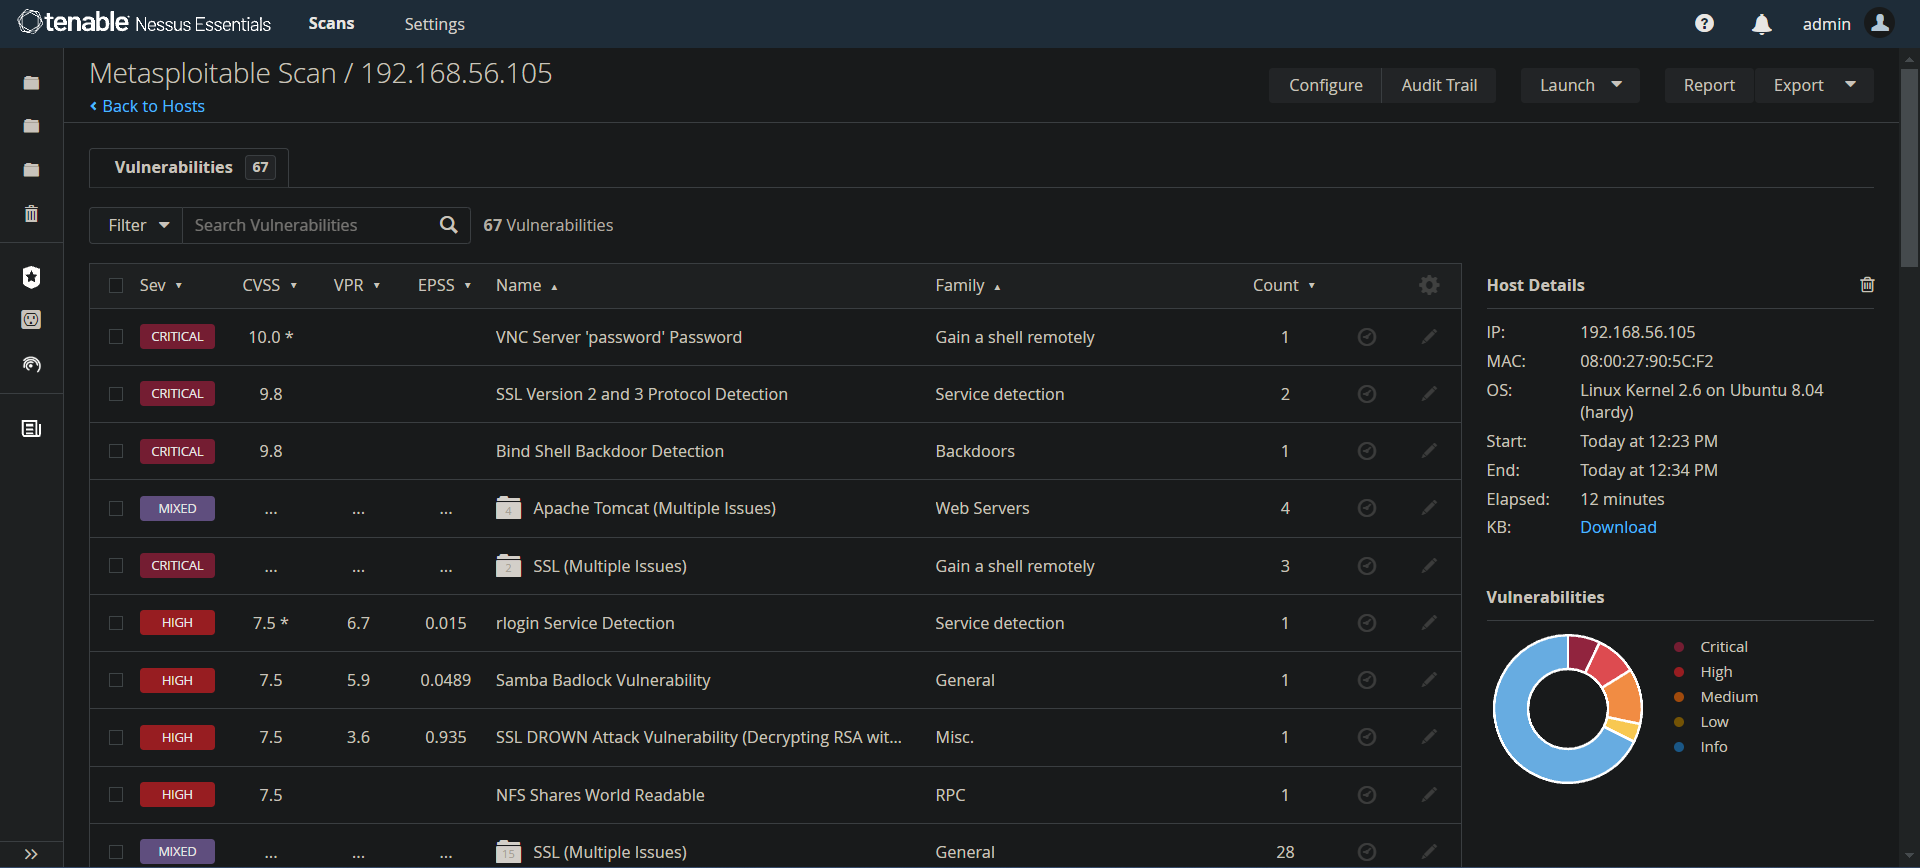 tenable Nessus Essentials Scans Settings ? admin
Metasploitable Scan / 192.168.56.105
Back to Hosts
Configure Audit Trail Launch Report Export
Vulnerabilities 67
Filter Search Vulnerabilities 67 Vulnerabilities
Sev CVSS VPR EPSS Name Family Count
CRITICAL 10.0 * VNC Server 'password' Password Gain a shell remotely 1
CRITICAL 9.8 SSL Version 2 and 3 Protocol Detection Service detection 2
CRITICAL 9.8 Bind Shell Backdoor Detection Backdoors 1
MIXED ... ... ... 4 Apache Tomcat (Multiple Issues) Web Servers 4
CRITICAL ... ... ... 2 SSL (Multiple Issues) Gain a shell remotely 3
HIGH 7.5 * 6.7 0.015 rlogin Service Detection Service detection 1
HIGH 7.5 5.9 0.0489 Samba Badlock Vulnerability General 1
HIGH 7.5 3.6 0.935 SSL DROWN Attack Vulnerability (Decrypting RSA wit... Misc. 1
HIGH 7.5 NFS Shares World Readable RPC 1
MIXED ... ... ... 15 SSL (Multiple Issues) General 28
Host Details
IP: 192.168.56.105
MAC: 08:00:27:90:5C:F2
OS: Linux Kernel 2.6 on Ubuntu 8.04
(hardy)
Start: Today at 12:23 PM
End: Today at 12:34 PM
Elapsed: 12 minutes
KB: Download
Vulnerabilities
Critical
High
Medium
Low
Info